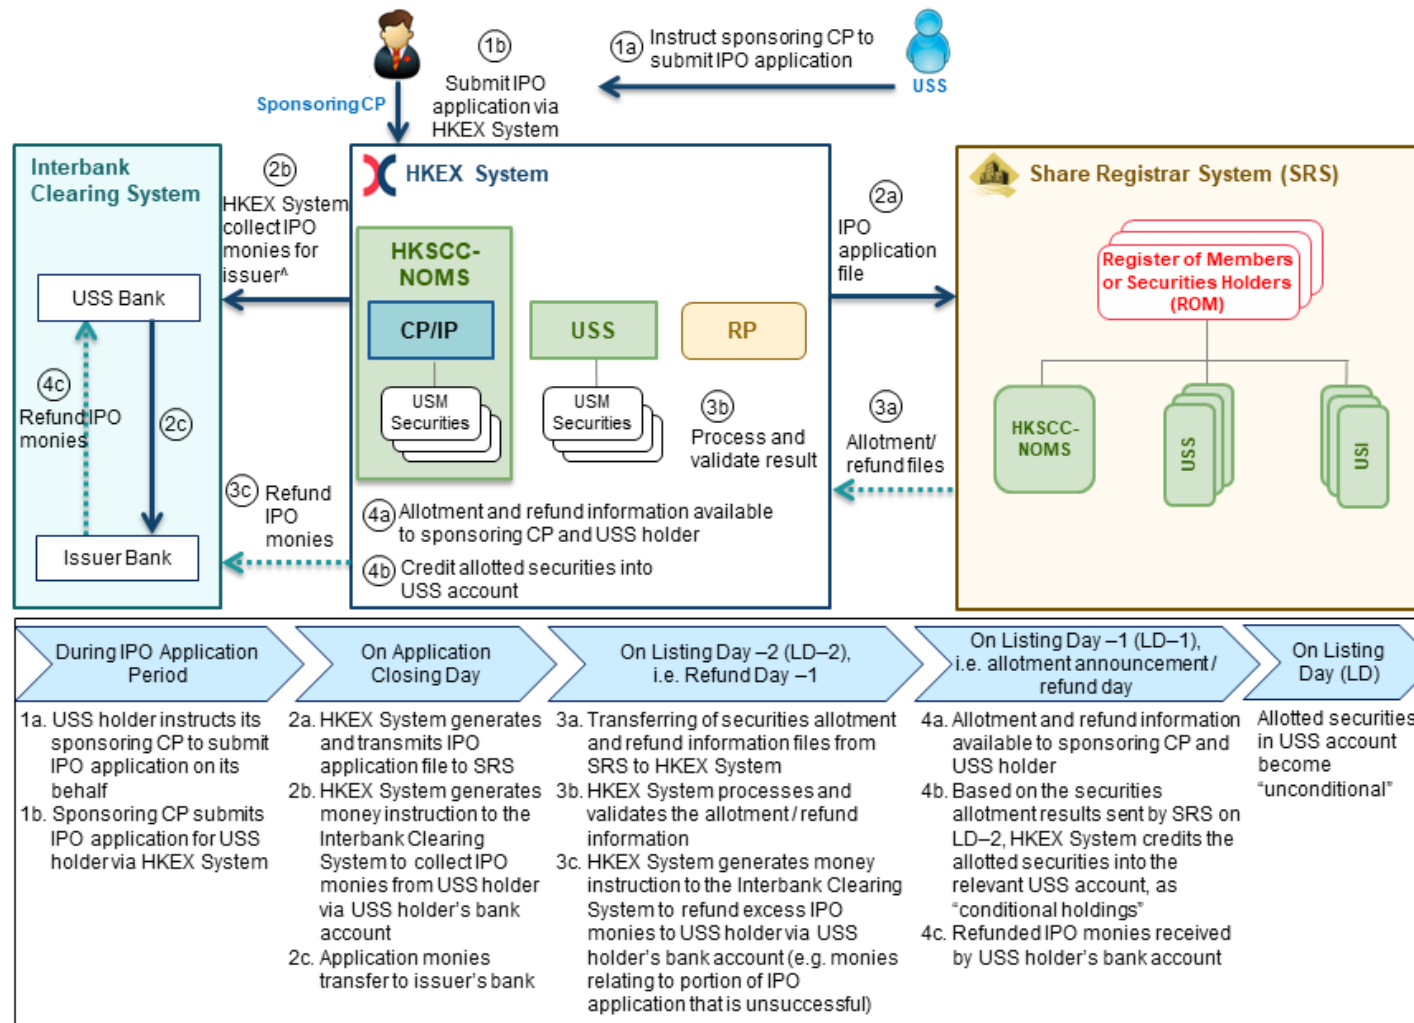 1b
Submit IPO
application via
HKEX System
1a
Instruct sponsoring CP to
submit IPO application
USS
Sponsoring CP
Interbank
Clearing System
2b
HKEX System
collect IPO
monies for
issuer^
USS Bank
4c
Refund IPO
monies
2c
Issuer Bank
3c
Refund
IPO
monies
HKEX System
HKSCC-
NOMS
CP/IP
USM
Securities
USS
USM
Securities
RP
3b
Process and
validate result
4a
Allotment and refund information available
to sponsoring CP and USS holder
4b
Credit allotted securities into
USS account
2a
IPO
application
file
3a
Allotment/
refund files
Share Registrar System (SRS)
Register of Members
or Securities Holders
(ROM)
HKSCC-
NOMS
USS
USI
During IPO Application
Period
1a. USS holder instructs its
sponsoring CP to submit
IPO application on its
behalf
1b. Sponsoring CP submits
IPO application for USS
holder via HKEX System
On Application
Closing Day
2a. HKEX System generates
and transmits IPO
application file to SRS
2b. HKEX System generates
money instruction to the
Interbank Clearing
System to collect IPO
monies from USS holder
via USS holder's bank
account
2c. Application monies
transfer to issuer's bank
On Listing Day –2 (LD–2),
i.e. Refund Day –1
3a. Transferring of securities allotment
and refund information files from
SRS to HKEX System
3b. HKEX System processes and
validates the allotment / refund
information
3c. HKEX System generates money
instruction to the Interbank Clearing
System to refund excess IPO
monies to USS holder via USS
holder's bank account (e.g. monies
relating to portion of IPO
application that is unsuccessful)
On Listing Day –1 (LD–1),
i.e. allotment announcement /
refund day
4a. Allotment and refund information
available to sponsoring CP and
USS holder
4b. Based on the securities
allotment results sent by SRS on
LD–2, HKEX System credits the
allotted securities into the
relevant USS account, as
"conditional holdings"
4c. Refunded IPO monies received
by USS holder's bank account
On Listing
Day (LD)
Allotted securities
in USS account
become
"unconditional"